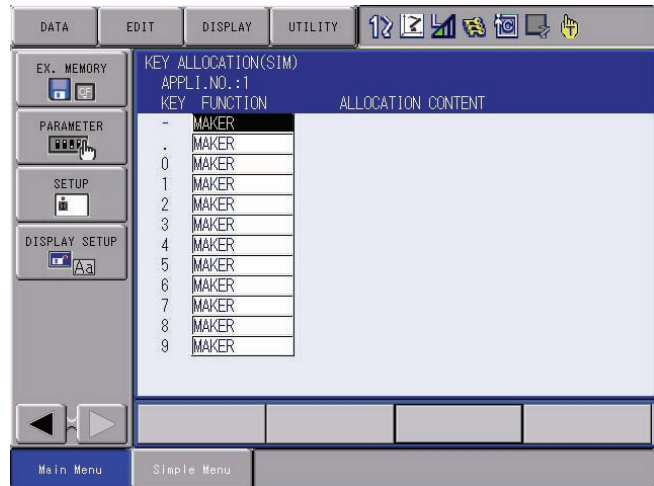 DATA EDIT DISPLAY UTILITY
EX. MEMORY
CF
PARAMETER
SETUP
DISPLAY SETUP
Aa
KEY ALLOCATION(SIM)
APPLI.NO.:1
KEY FUNCTION ALLOCATION CONTENT
- MAKER
. MAKER
0 MAKER
1 MAKER
2 MAKER
3 MAKER
4 MAKER
5 MAKER
6 MAKER
7 MAKER
8 MAKER
9 MAKER
Main Menu Simple Menu